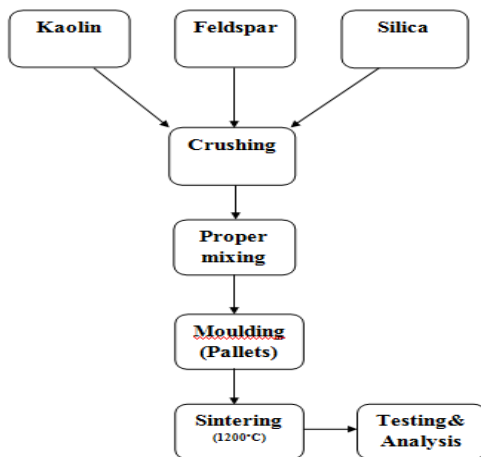 Kaolin
Feldspar
Silica
Crushing
Proper
mixing
Moulding
(Pallets)
Sintering
(1200°C)
Testing&
Analysis